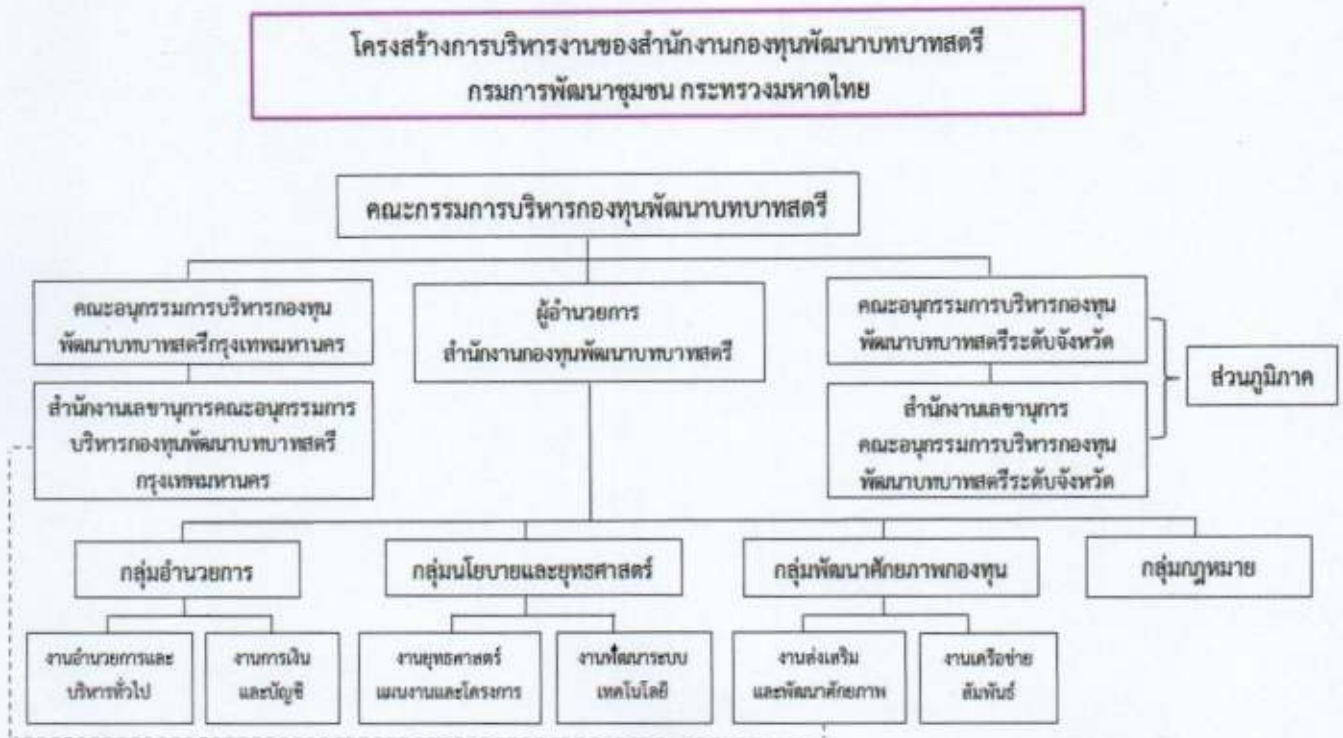 โครงสร้างการบริหารงานของสำนักงานกองทุนพัฒนาบทบาทสตรี
กรมการพัฒนาชุมชน กระทรวงมหาดไทย
คณะกรรมการบริหารกองทุนพัฒนาบทบาทสตรี
คณะอนุกรรมการบริหารกองทุน
พัฒนาบทบาทสตรีกรุงเทพมหานคร
ผู้อำนวยการ
สำนักงานกองทุนพัฒนาบทบาทสตรี
คณะอนุกรรมการบริหารกองทุน
พัฒนาบทบาทสตรีระดับจังหวัด
ส่วนภูมิภาค
สำนักงานเลขานุการคณะอนุกรรมการ
บริหารกองทุนพัฒนาบทบาทสตรี
กรุงเทพมหานคร
สำนักงานเลขานุการ
คณะอนุกรรมการบริหารกองทุน
พัฒนาบทบาทสตรีระดับจังหวัด
กลุ่มอำนวยการ
กลุ่มนโยบายและยุทธศาสตร์
กลุ่มพัฒนาศักยภาพกองทุน
กลุ่มกฎหมาย
งานอำนวยการและ
บริหารทั่วไป
งานการเงิน
และบัญชี
งานยุทธศาสตร์
แผนงานและโครงการ
งานพัฒนาระบบ
เทคโนโลยี
งานส่งเสริม
และพัฒนาศักยภาพ
งานเครือข่าย
สัมพันธ์